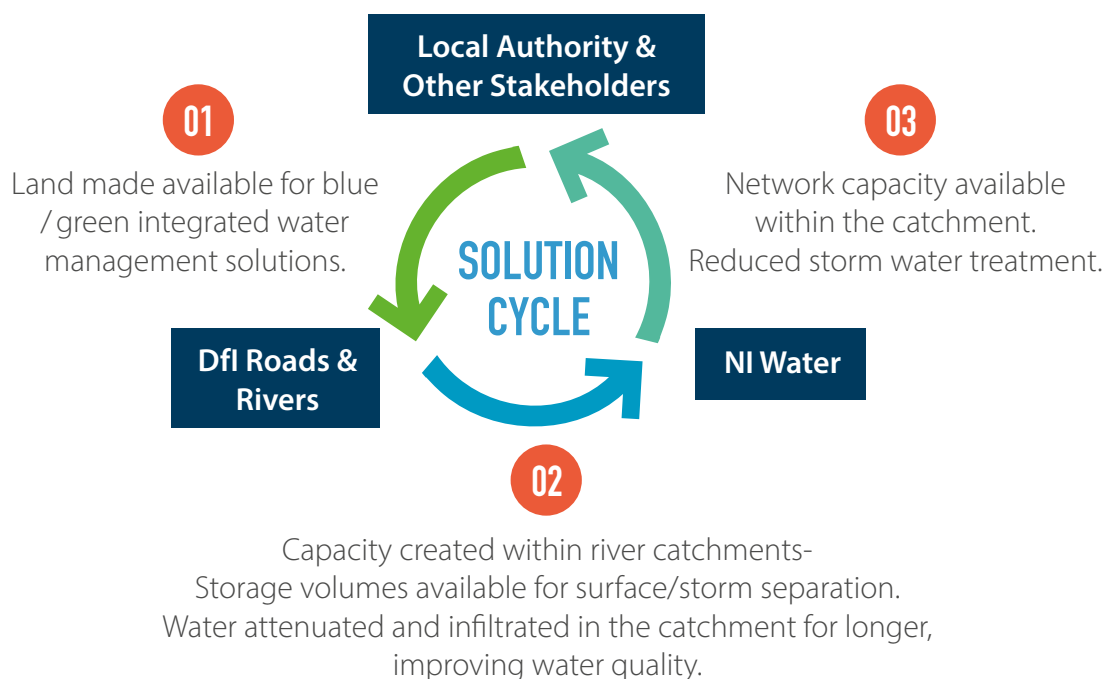 Local Authority &
Other Stakeholders
01
Land made available for blue
/ green integrated water
management solutions.
03
Network capacity available
within the catchment.
Reduced storm water treatment.
SOLUTION
CYCLE
DfI Roads &
Rivers
NI Water
02
Capacity created within river catchments-
Storage volumes available for surface/storm separation.
Water attenuated and infiltrated in the catchment for longer,
improving water quality.